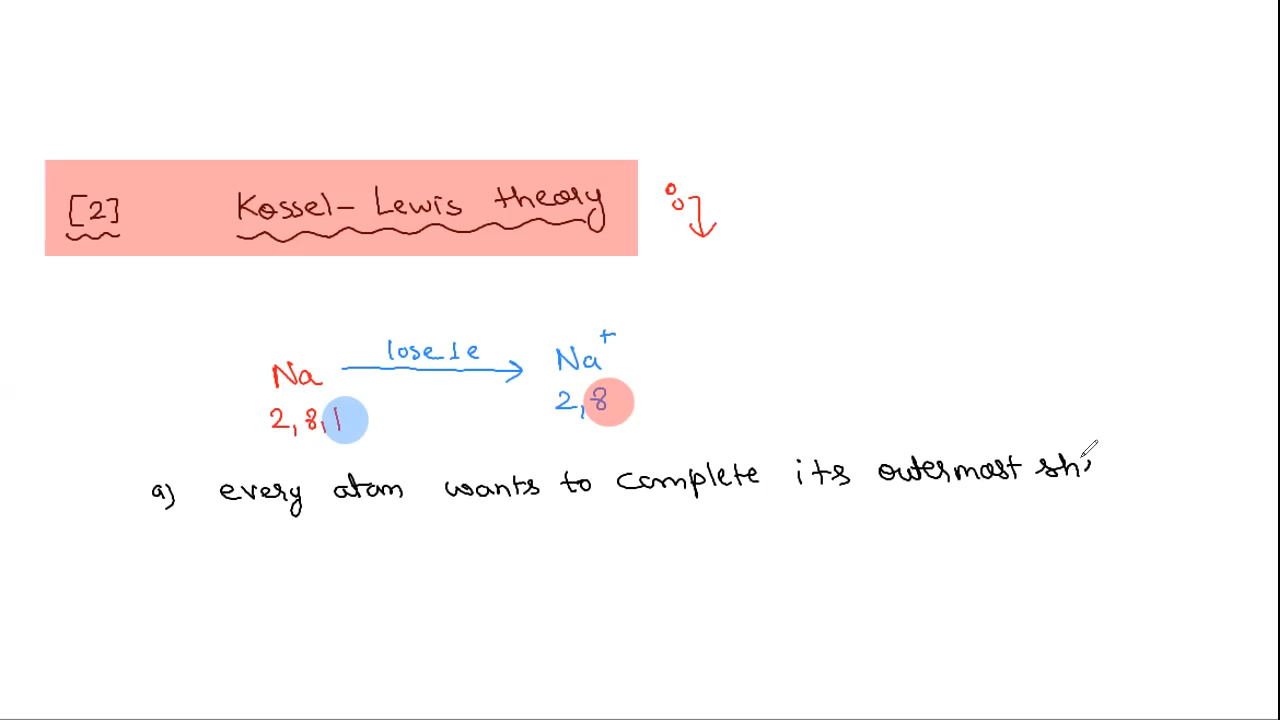 [2] Kossel-Lewis theory
lose 1e
Na Na+
2,8,1 2,8
a) every atom wants to complete its outermost sh